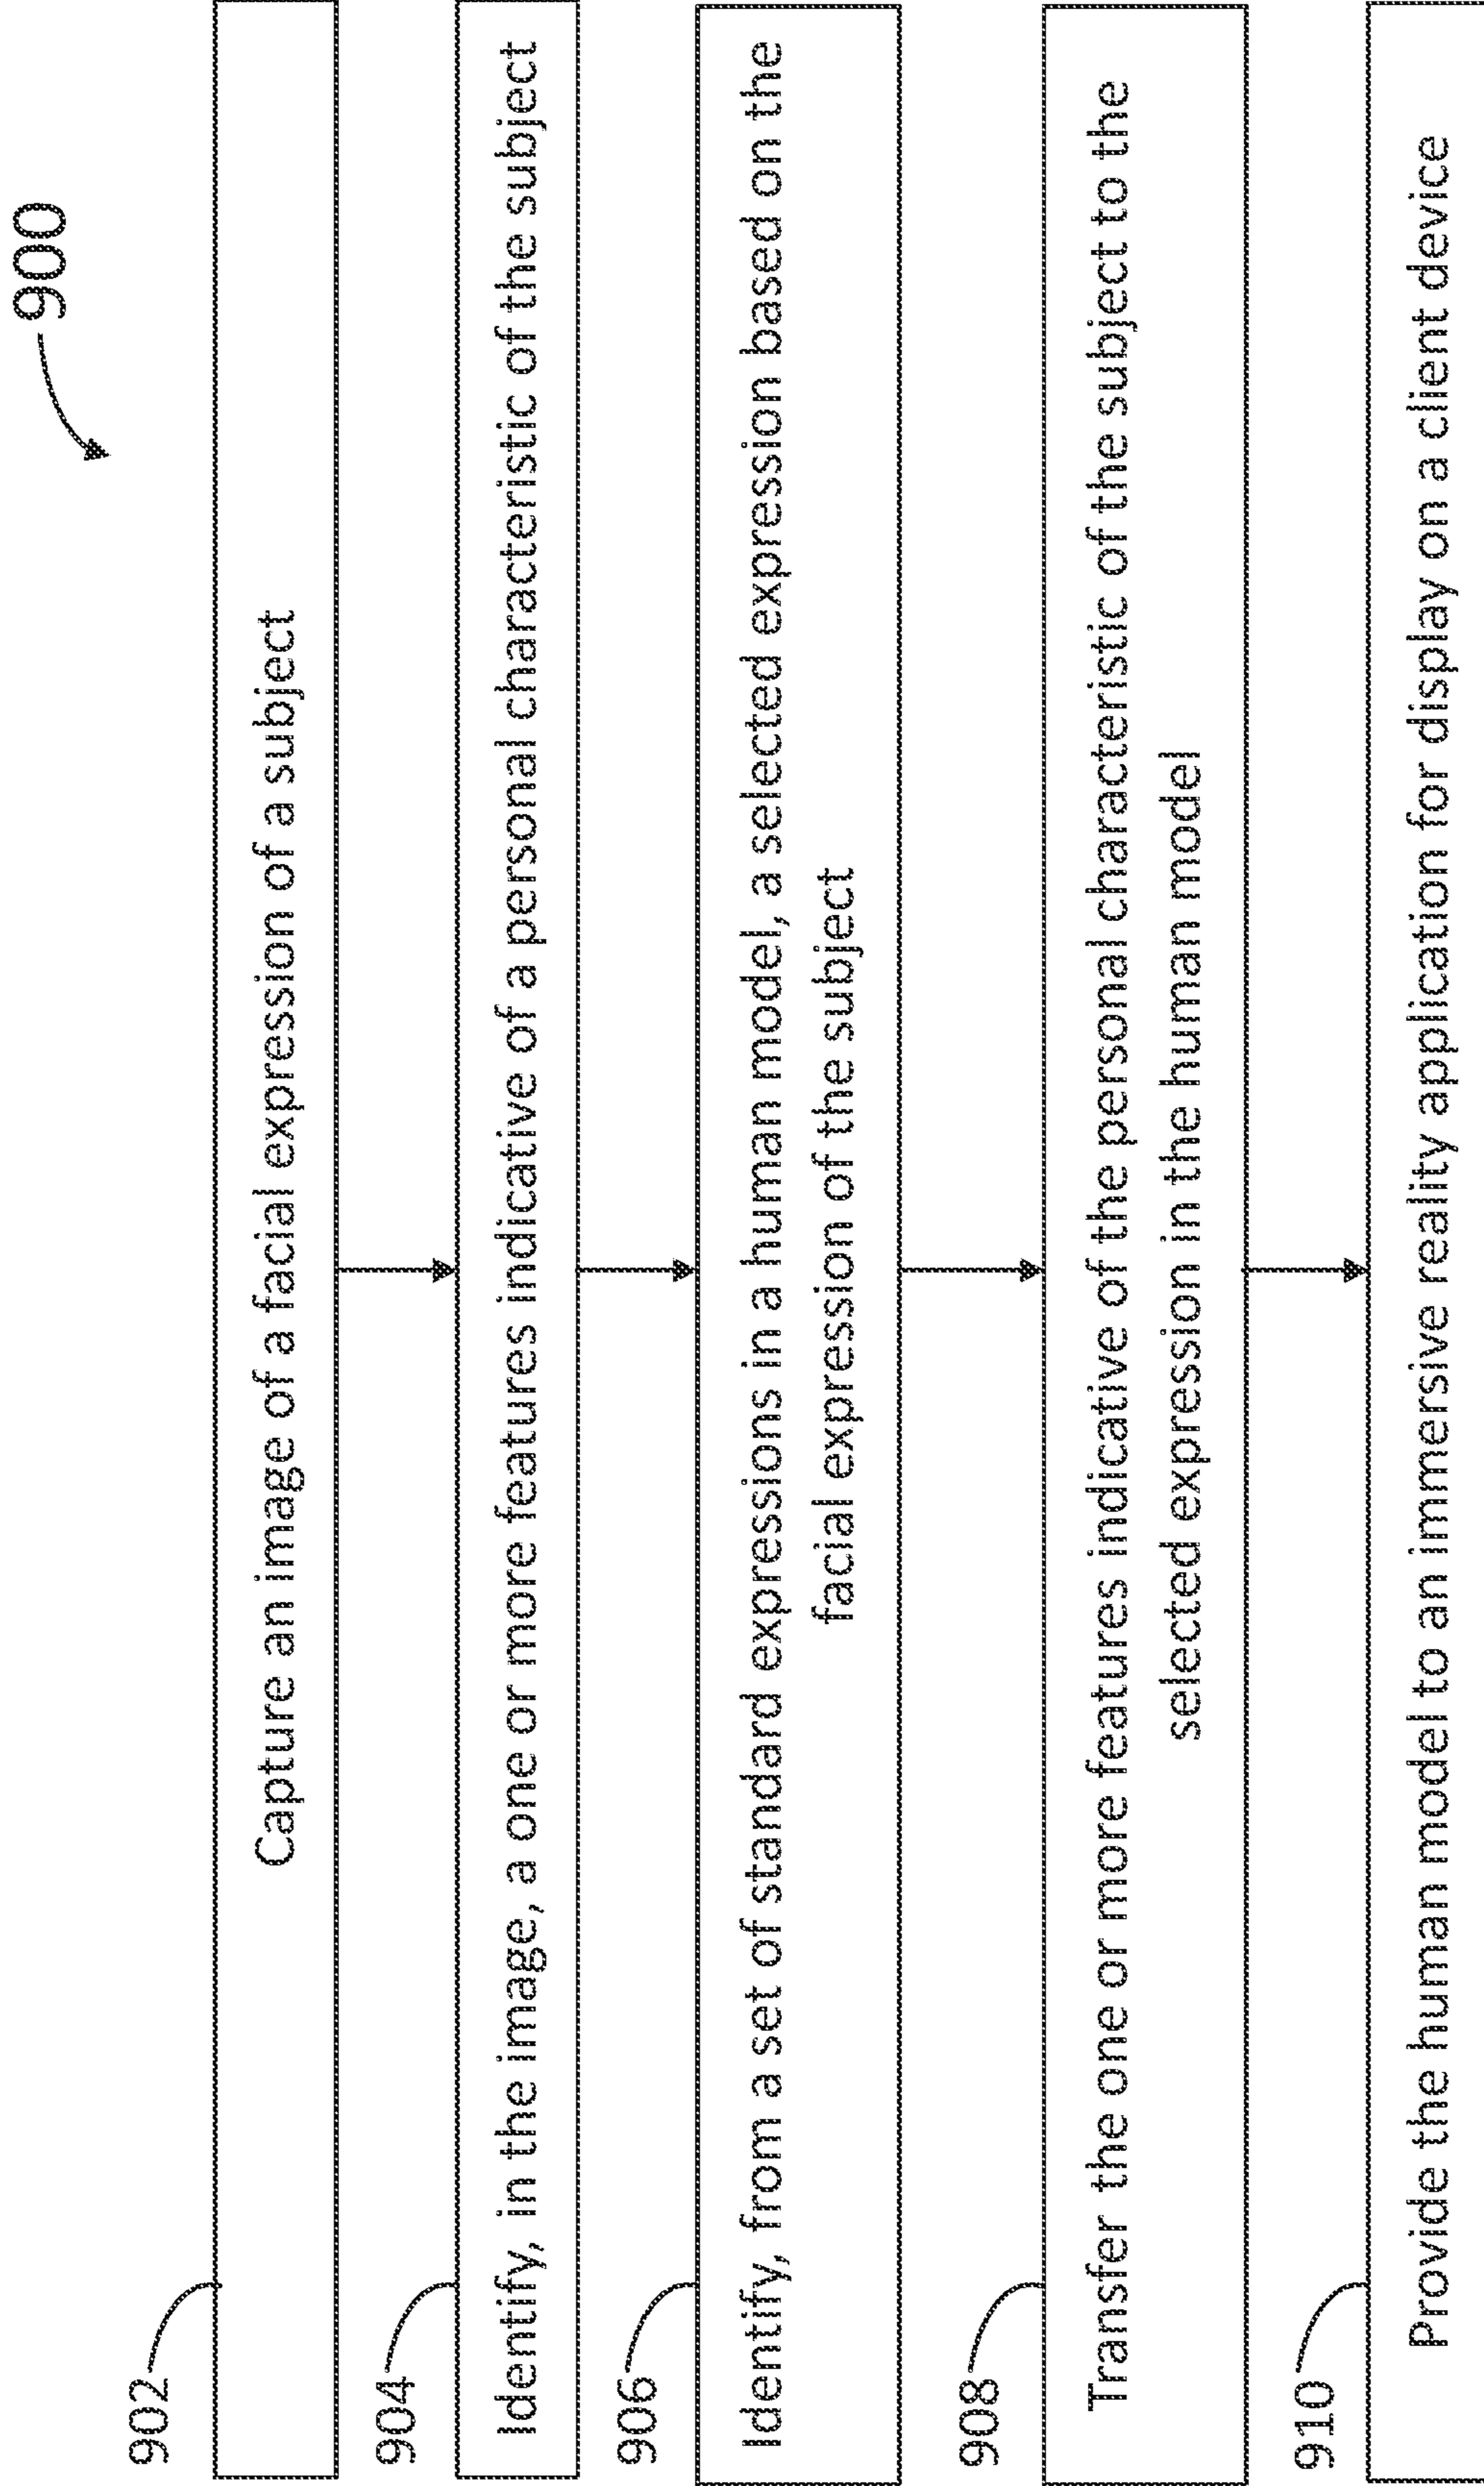 900
902
Capture an image of a facial expression of a subject
904
Identify, in the image, a one or more features indicative of a personal characteristic of the subject
906
Identify, from a set of standard expressions in a human model, a selected expression based on the
facial expression of the subject
908
Transfer the one or more features indicative of the personal characteristic of the subject to the
selected expression in the human model
910
Provide the human model to an immersive reality application for display on a client device